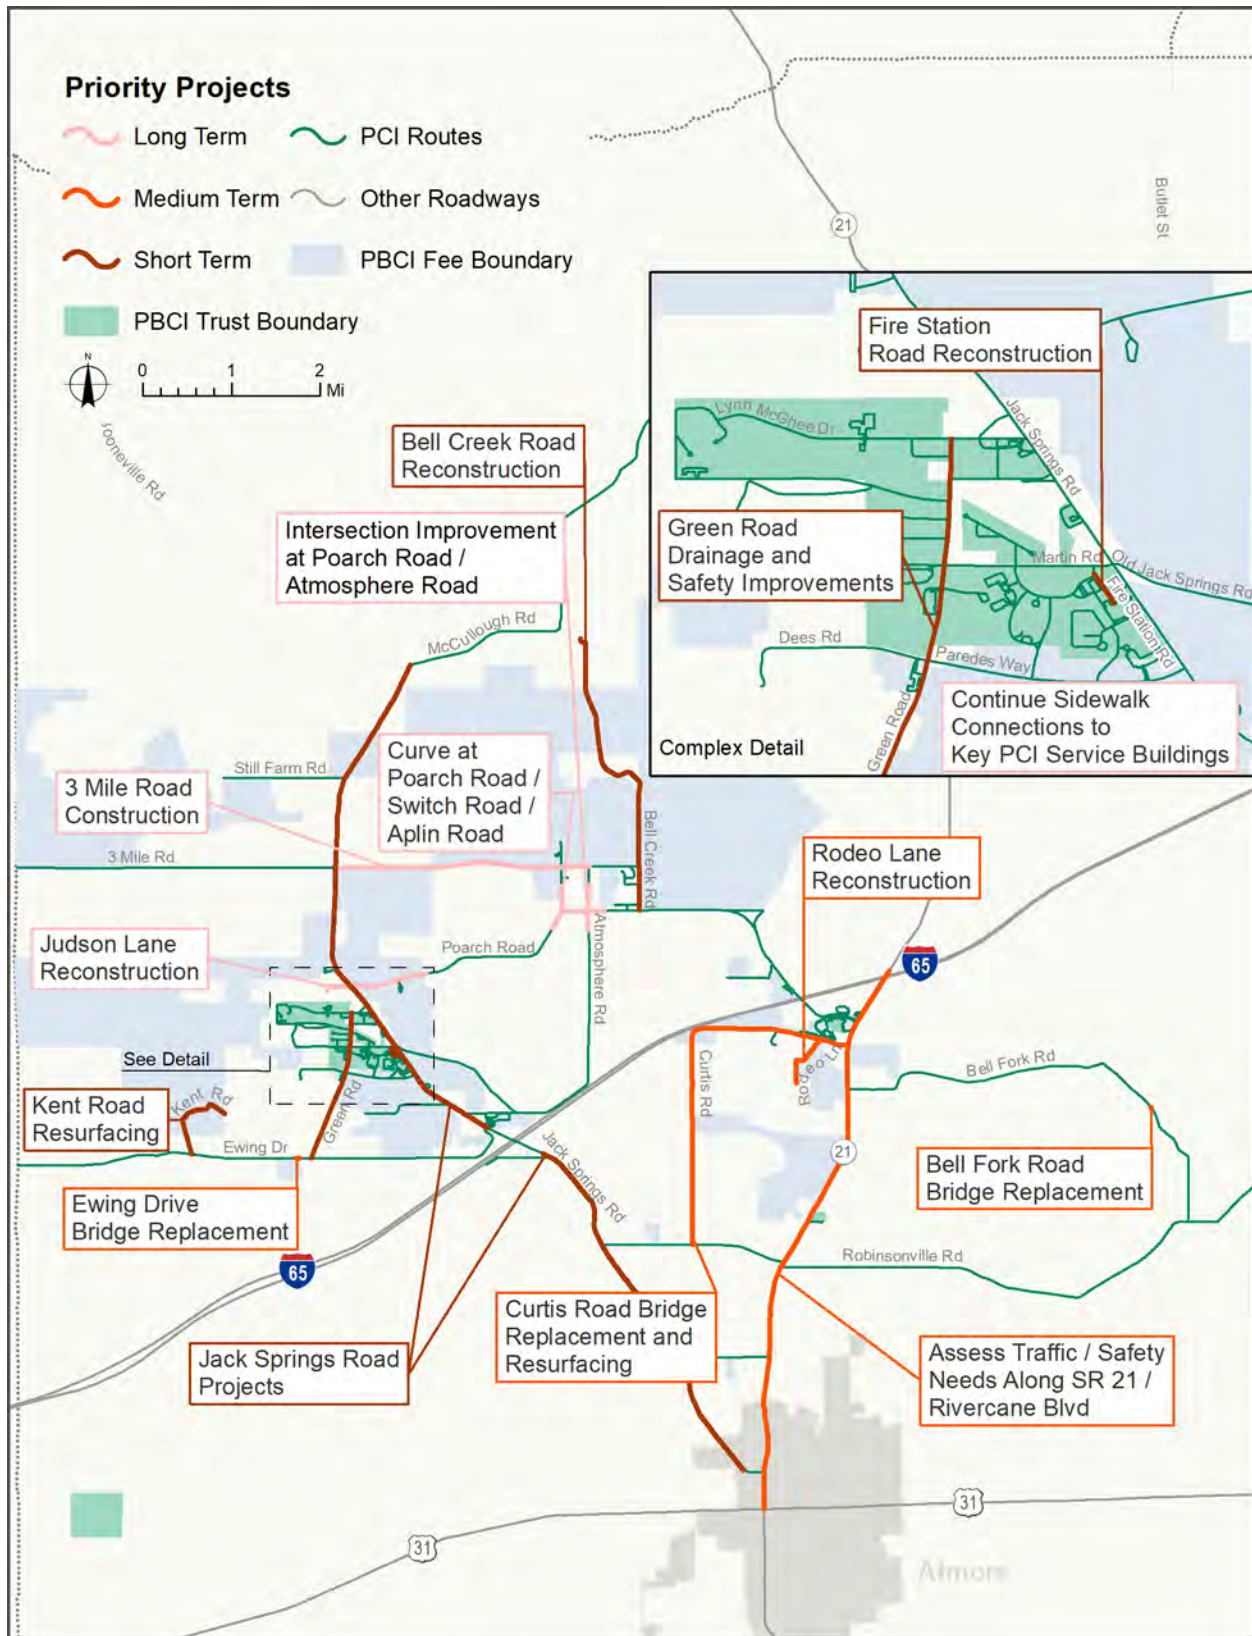 Priority Projects
Long Term
PCI Routes
Medium Term
Other Roadways
Short Term
PBCI Fee Boundary
PBCI Trust Boundary
N
0 1 2
Mi
21
Butlet St
Rd
Fire Station
Road Reconstruction
Lynn McGhee Dr
Jack Springs Rd
Green Road
Drainage and
Safety Improvements
Martin Rd
Old Jack Springs Rd
Fire Station Rd
Dees Rd
Paredes Way
Green Road
Continue Sidewalk
Connections to
Key PCI Service Buildings
Complex Detail
Bell Creek Road
Reconstruction
Intersection Improvement
at Poarch Road /
Atmosphere Road
McCullough Rd
Still Farm Rd
Curve at
Poarch Road /
Switch Road /
Aplin Road
3 Mile Road
Construction
3 Mile Rd
Bell Creek Rd
Rodeo Lane
Reconstruction
Judson Lane
Reconstruction
Poarch Road
Atmosphere Rd
65
See Detail
Curtis Rd
Rodeo Ln
Bell Fork Rd
Kent Road
Resurfacing
Kent Rd
Green Rd
Ewing Dr
Jack Springs Rd
21
Bell Fork Road
Bridge Replacement
Ewing Drive
Bridge Replacement
65
Robinsonville Rd
Curtis Road Bridge
Replacement and
Resurfacing
Jack Springs Road
Projects
Assess Traffic / Safety
Needs Along SR 21 /
Rivercane Blvd
31
31
Atmore